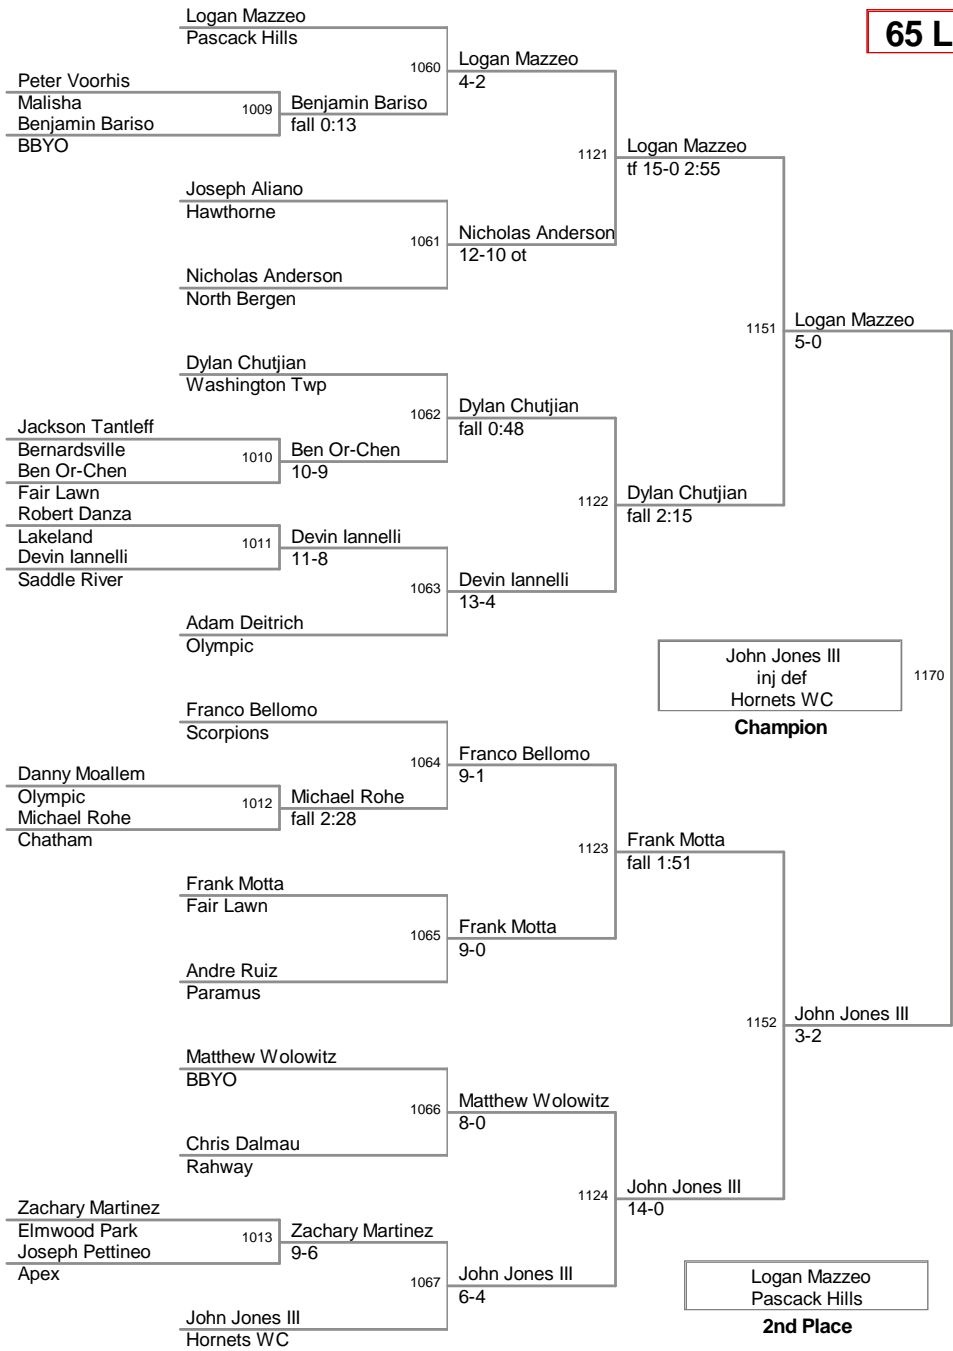 Logan Mazzeo
Pascack Hills
65 L
1060
Logan Mazzeo
4-2
Peter Voorhis
Malisha
1009
Benjamin Bariso
fall 0:13
Benjamin Bariso
BBYO
1121
Logan Mazzeo
tf 15-0 2:55
Joseph Aliano
Hawthorne
1061
Nicholas Anderson
12-10 ot
Nicholas Anderson
North Bergen
1151
Logan Mazzeo
5-0
Dylan Chutjian
Washington Twp
1062
Dylan Chutjian
fall 0:48
Jackson Tantleff
Bernardsville
1010
Ben Or-Chen
10-9
Ben Or-Chen
Fair Lawn
1122
Dylan Chutjian
fall 2:15
Robert Danza
Lakeland
1011
Devin Iannelli
11-8
Devin Iannelli
Saddle River
1063
Devin Iannelli
13-4
Adam Deitrich
Olympic
John Jones III
inj def
Hornets WC
1170
Champion
Franco Bellomo
Scorpions
1064
Franco Bellomo
9-1
Danny Moallem
Olympic
1012
Michael Rohe
fall 2:28
Michael Rohe
Chatham
1123
Frank Motta
fall 1:51
Frank Motta
Fair Lawn
1065
Frank Motta
9-0
Andre Ruiz
Paramus
1152
John Jones III
3-2
Matthew Wolowitz
BBYO
1066
Matthew Wolowitz
8-0
Chris Dalmau
Rahway
1124
John Jones III
14-0
Zachary Martinez
Elmwood Park
1013
Zachary Martinez
9-6
Joseph Pettineo
Apex
1067
John Jones III
6-4
John Jones III
Hornets WC
Logan Mazzeo
Pascack Hills
2nd Place